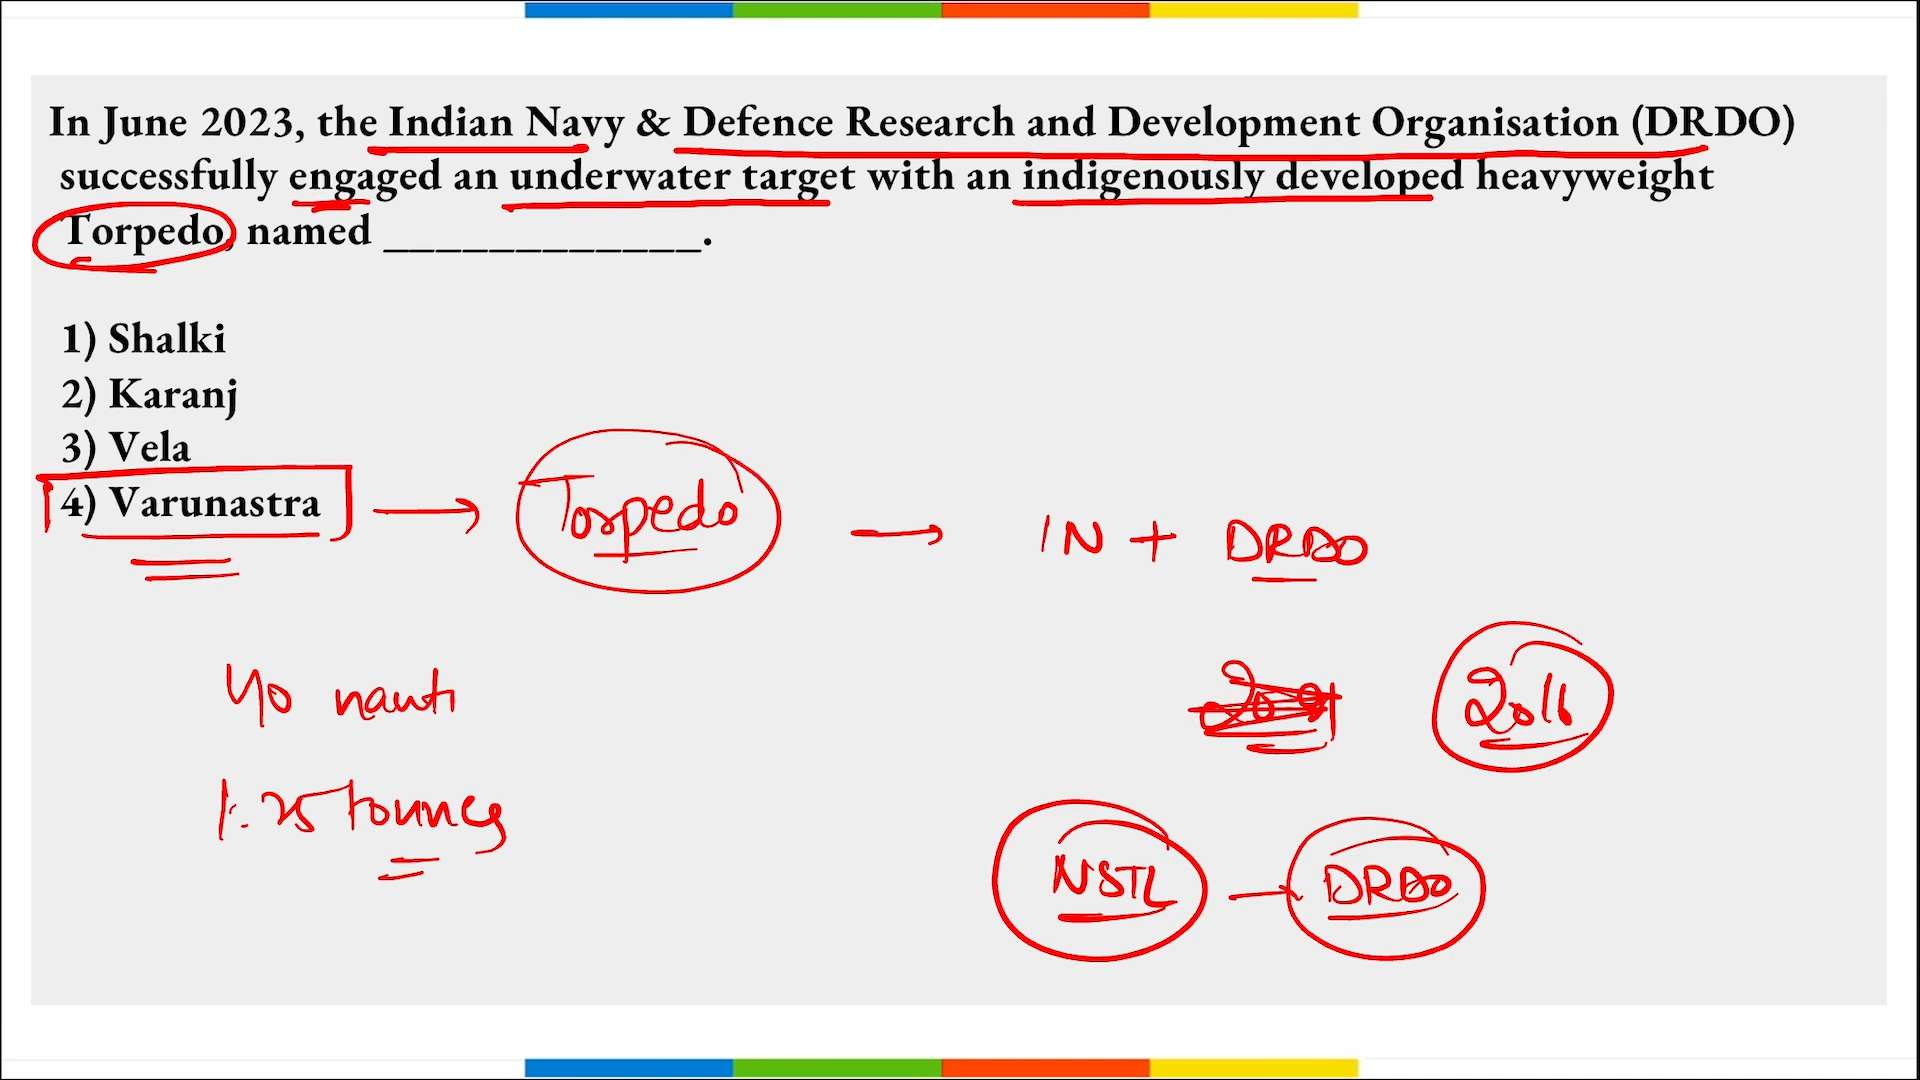 In June 2023, the Indian Navy & Defence Research and Development Organisation (DRDO)
successfully engaged an underwater target with an indigenously developed heavyweight
Torpedo, named ____________.
1) Shalki
2) Karanj
3) Vela
4) Varunastra
Torpedo
IN + DRDO
40 nauti
2016
1.25 tonnes
NSTL
DRDO